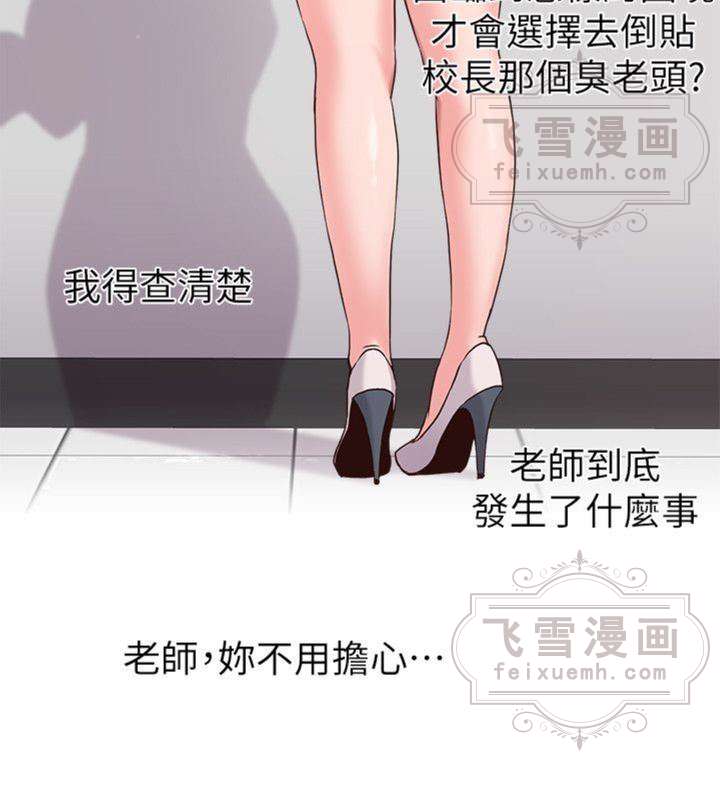 才會選擇去倒貼
校長那個臭老頭?
飞雪漫画
feixuemh.com
我得查清楚
老師到底
發生了什麼事
老師，妳不用擔心⋯
飞雪漫画
feixuemh.com